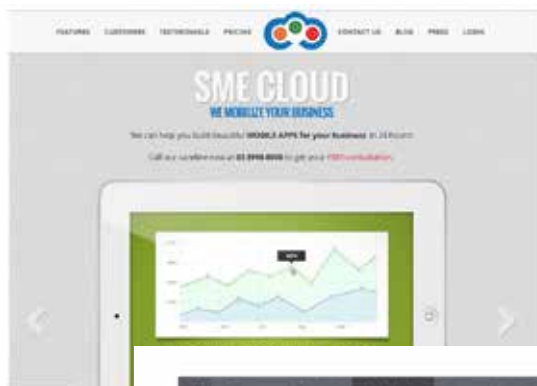 FEATURES CUSTOMERS TESTIMONIALS PRICING CONTACT US BLOG PRESS LOGIN
SME CLOUD
WE MOBILIZE YOUR BUSINESS
We can help you build beautiful MOBILE APPS for your business in 24 hours!
Call our careline now at to get your FREE consultation.